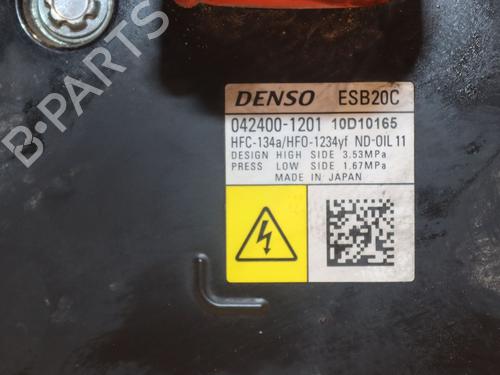 DENSO ESB20C
042400-1201 10D10165
HFC-134a/HFO-1234yf ND-OIL 11
DESIGN HIGH SIDE 3.53MPa
PRESS LOW SIDE 1.67MPa
MADE IN JAPAN
B PARTS